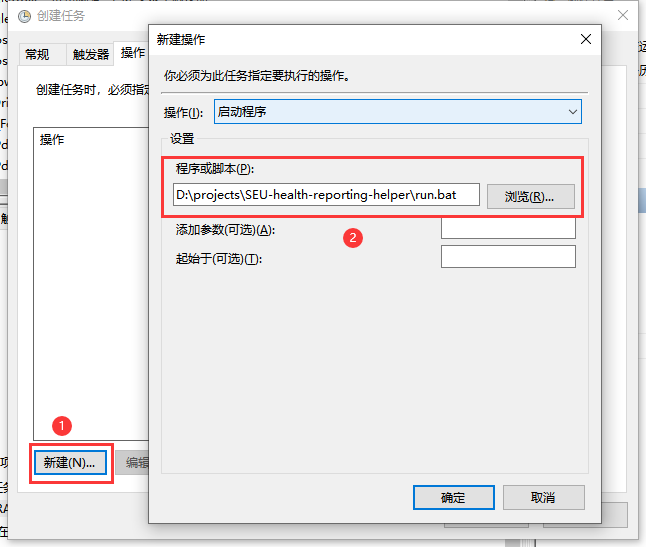 创建任务
常规 触发器 操作
创建任务时，必须指定
操作
1
新建(N)...
编辑
新建操作
你必须为此任务指定要执行的操作。
操作(I):
启动程序
设置
程序或脚本(P):
D:\projects\SEU-health-reporting-helper\run.bat
浏览(R)...
2
添加参数(可选)(A):
起始于(可选)(T):
确定
取消